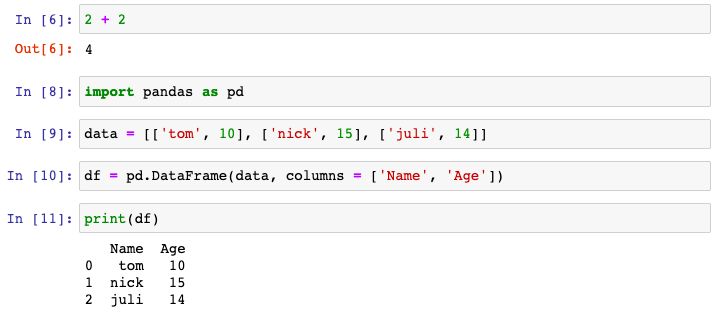 In [6]: 2 + 2
Out[6]: 4
In [8]: import pandas as pd
In [9]: data = [['tom', 10], ['nick', 15], ['juli', 14]]
In [10]: df = pd.DataFrame(data, columns = ['Name', 'Age'])
In [11]: print(df)
Name Age
0 tom 10
1 nick 15
2 juli 14